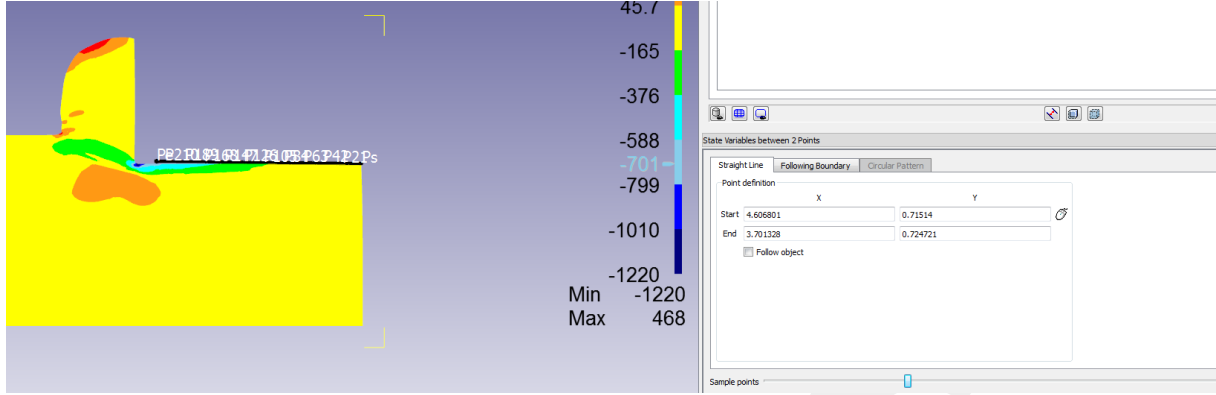 45.7
-165
-376
-588
-701
-799
-1010
-1220
Min -1220
Max 468
State Variables between 2 Points
Straight Line Following Boundary Circular Pattern
Point definition
X Y
Start 4.606801 0.71514
End 3.701328 0.724721
Follow object
Sample points